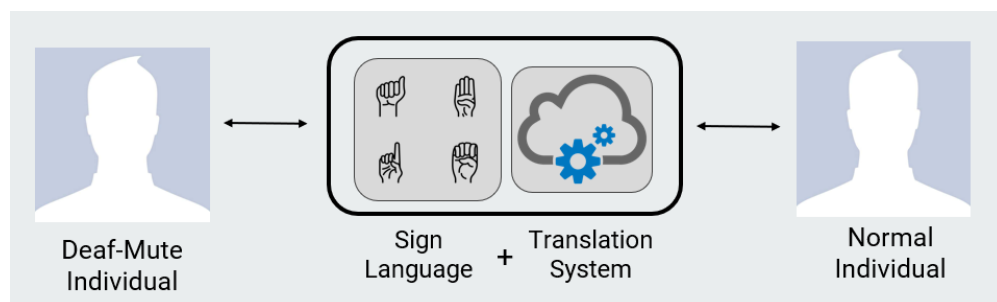 Deaf-Mute
Individual
Sign
Language
+
Translation
System
Normal
Individual